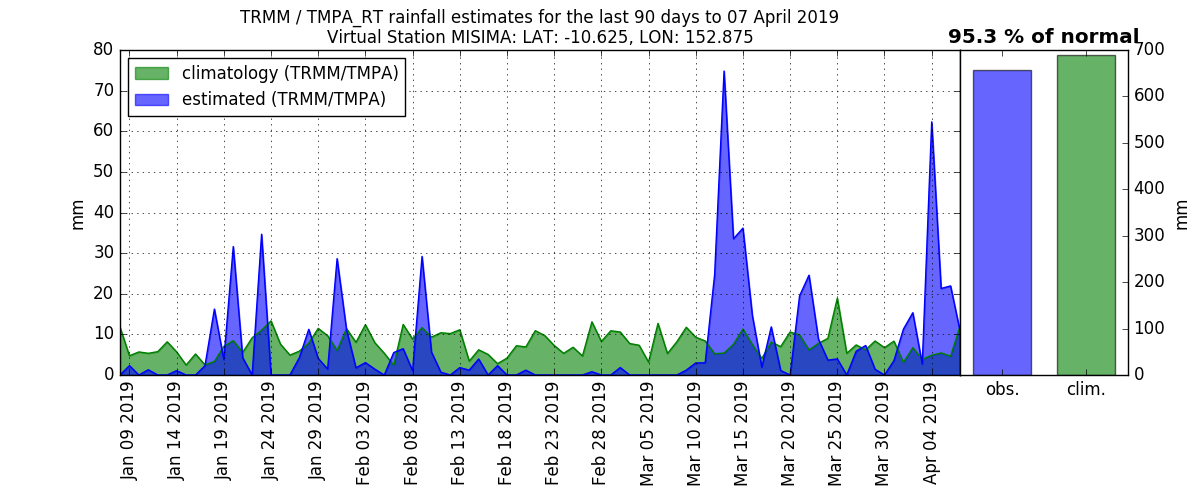 TRMM / TMPA_RT rainfall estimates for the last 90 days to 07 April 2019
Virtual Station MISIMA: LAT: -10.625, LON: 152.875
95.3 % of normal
climatology (TRMM/TMPA)
estimated (TRMM/TMPA)
80
70
60
50
40
30
20
10
0
mm
700
600
500
400
300
200
100
0
mm
Jan 09 2019
Jan 14 2019
Jan 19 2019
Jan 24 2019
Jan 29 2019
Feb 03 2019
Feb 08 2019
Feb 13 2019
Feb 18 2019
Feb 23 2019
Feb 28 2019
Mar 05 2019
Mar 10 2019
Mar 15 2019
Mar 20 2019
Mar 25 2019
Mar 30 2019
Apr 04 2019
obs.
clim.